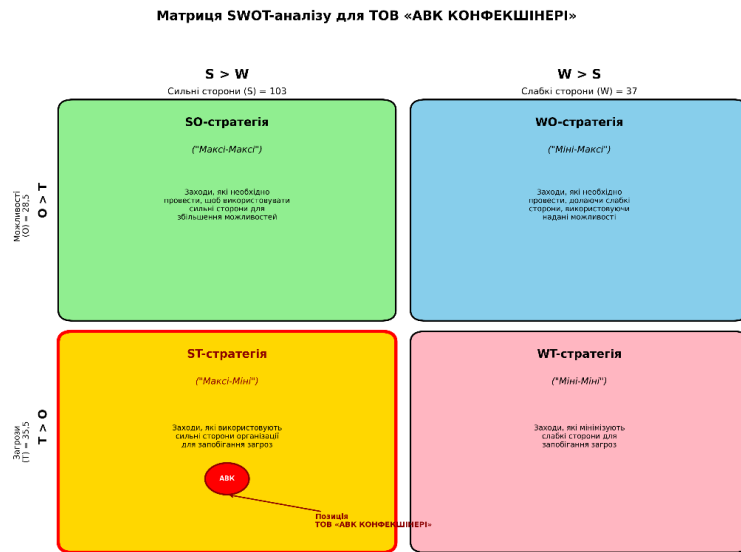 Матриця SWOT-аналізу для ТОВ «АВК КОНФЕКШІНЕРІ»
S > W
Сильні сторони (S) = 103
W > S
Слабкі сторони (W) = 37
Можливості
(O) = 28,5
O > T
SO-стратегія
("Максі-Максі")
Заходи, які необхідно
провести, щоб використовувати
сильні сторони для
збільшення можливостей
WO-стратегія
("Міні-Максі")
Заходи, які необхідно
провести, долаючи слабкі
сторони, використовуючи
надані можливості
Загрози
(T) = 35,5
T > O
ST-стратегія
("Максі-Міні")
Заходи, які використовують
сильні сторони організації
для запобігання загроз
АВК
Позиція
ТОВ «АВК КОНФЕКШІНЕРІ»
WT-стратегія
("Міні-Міні")
Заходи, які мінімізують
слабкі сторони для
запобігання загроз